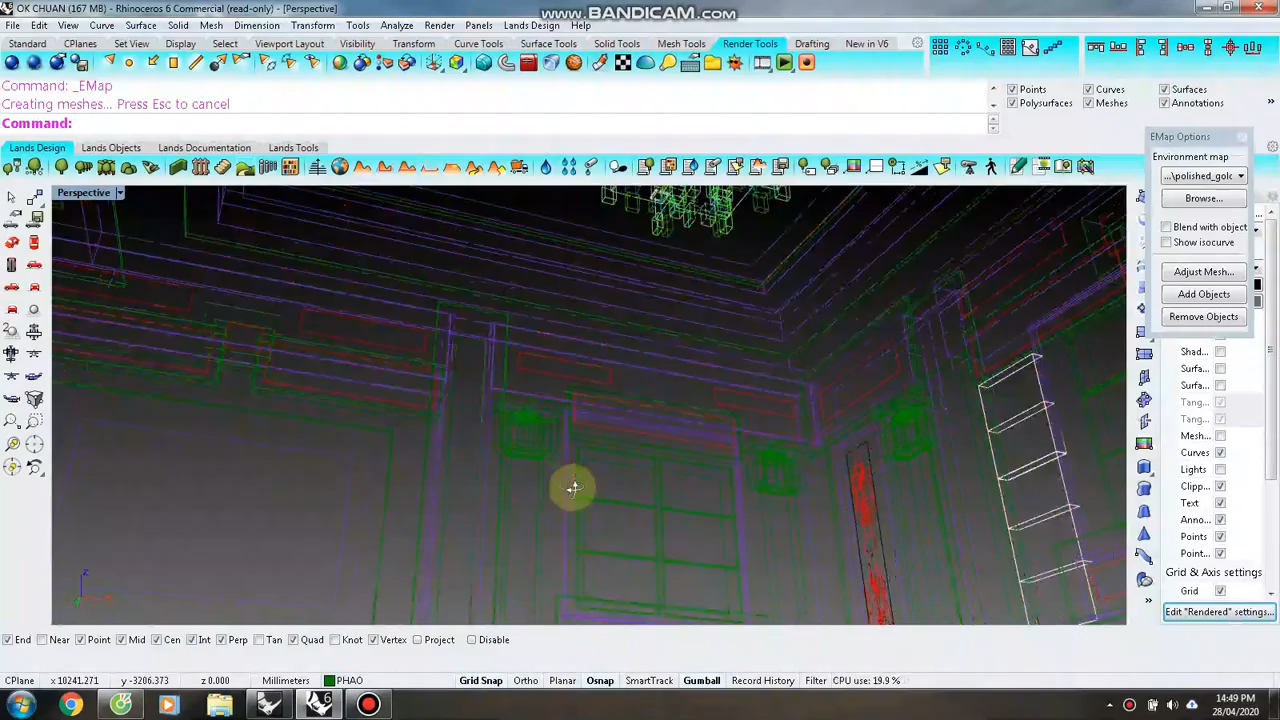 OK CHUAN (167 MB) - Rhinoceros 6 Commercial (read-only) - [Perspective]
www.BANDICAM.com
File Edit View Curve Surface Solid Mesh Dimension Transform Tools Analyze Render Panels Lands Design Help
Standard CPlanes Set View Display Select Viewport Layout Visibility Transform Curve Tools Surface Tools Solid Tools Mesh Tools Render Tools Drafting New in V6
Command: _EMap
Creating meshes... Press Esc to cancel
Command:
Points Curves Surfaces
Polysurfaces Meshes Annotations
Lands Design Lands Objects Lands Documentation Lands Tools
Perspective
EMap Options
Environment map
...\polished_gold
Browse...
Blend with object
Show isocurve
Adjust Mesh...
Add Objects
Remove Objects
Shad...
Surfa...
Surfa...
Tang...
Tang...
Mesh...
Curves
Lights
Clipp...
Text
Anno...
Points
Point...
Grid & Axis settings
Grid
Edit "Rendered" settings...
z
End Near Point Mid Cen Int Perp Tan Quad Knot Vertex Project Disable
CPlane x 10241.271 y -3206.373 z 0.000 Millimeters PHAO Grid Snap Ortho Planar Osnap SmartTrack Gumball Record History Filter CPU use: 19.9 %
6
14:49 PM
28/04/2020